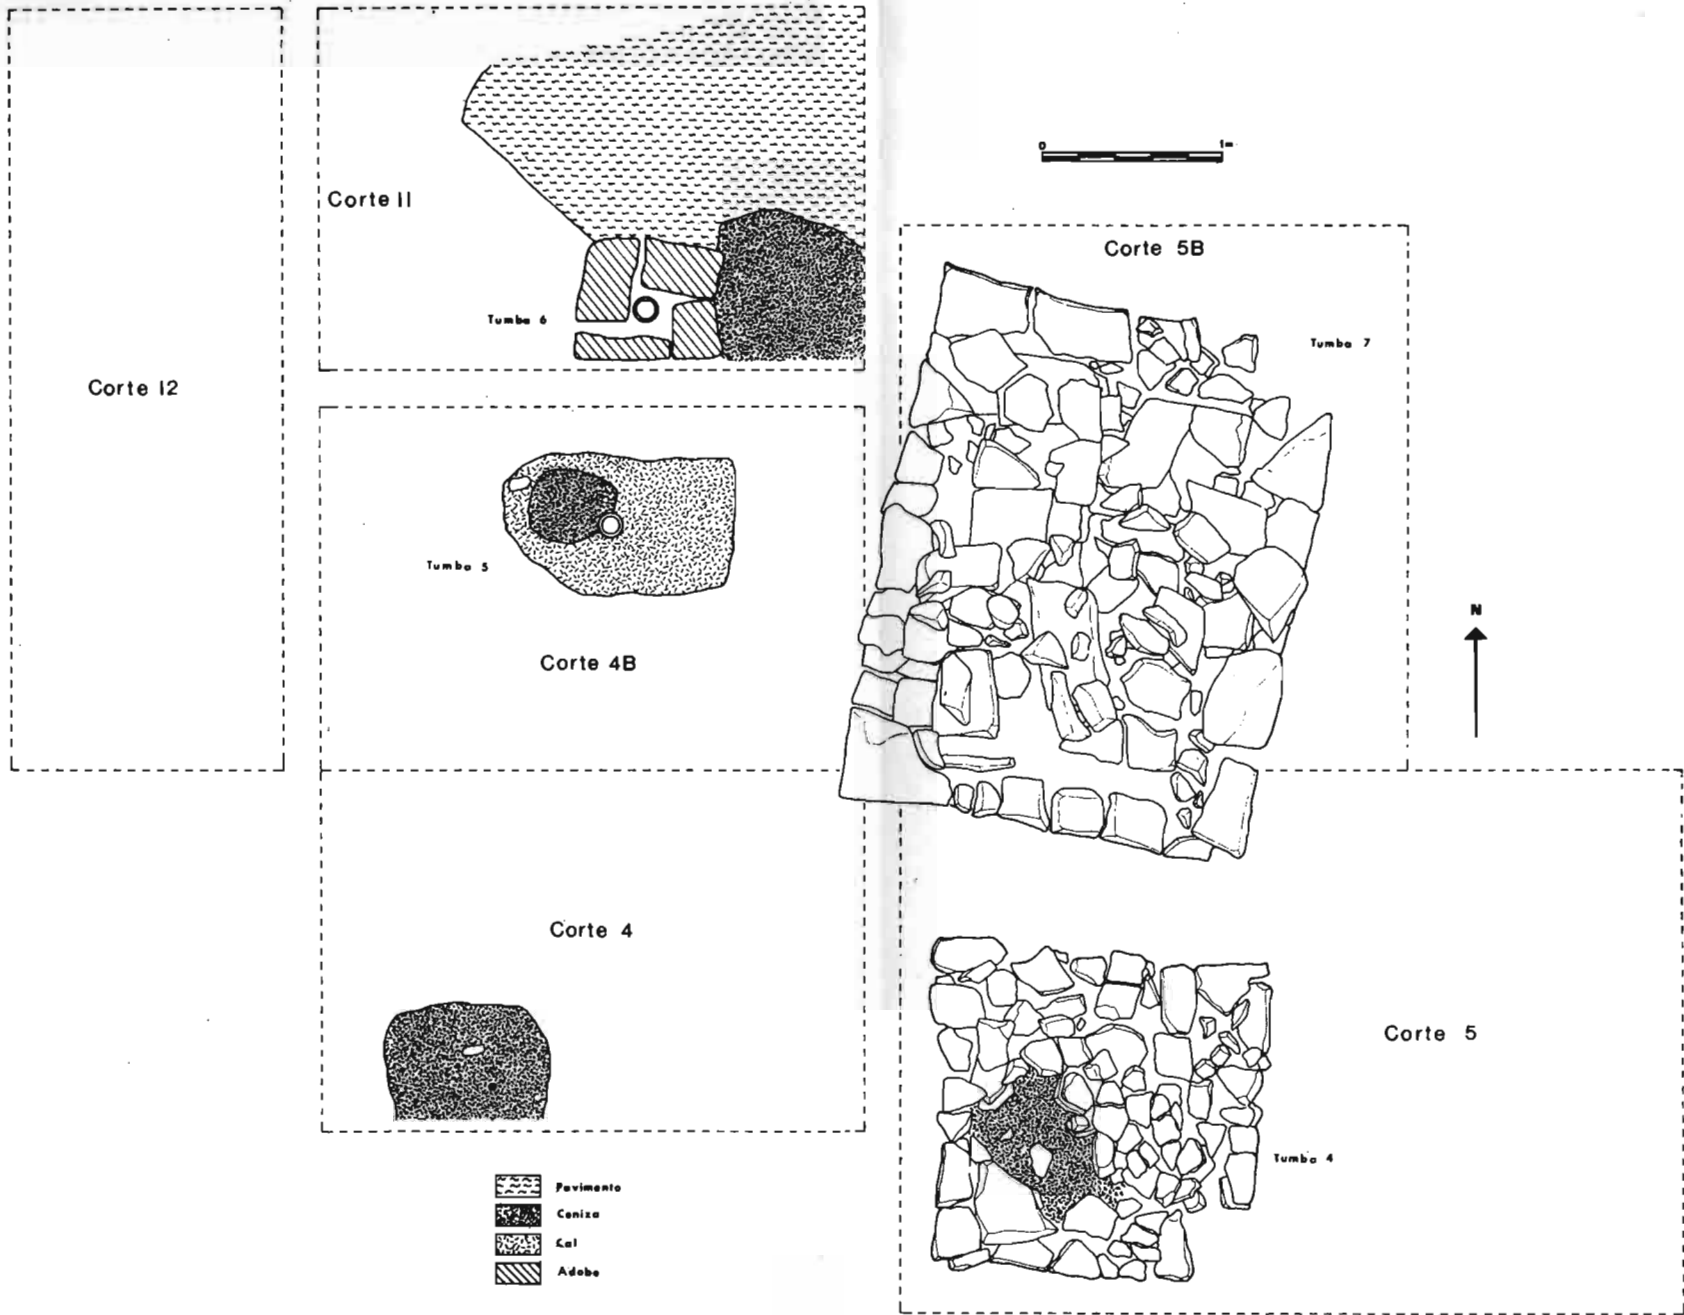 Corte 11
0 1m
Corte 5B
Tumba 6
Tumba 7
Corte 12
Tumba 5
N
Corte 4B
Corte 4
Corte 5
Tumba 4
Pavimento
Ceniza
Cal
Adobe